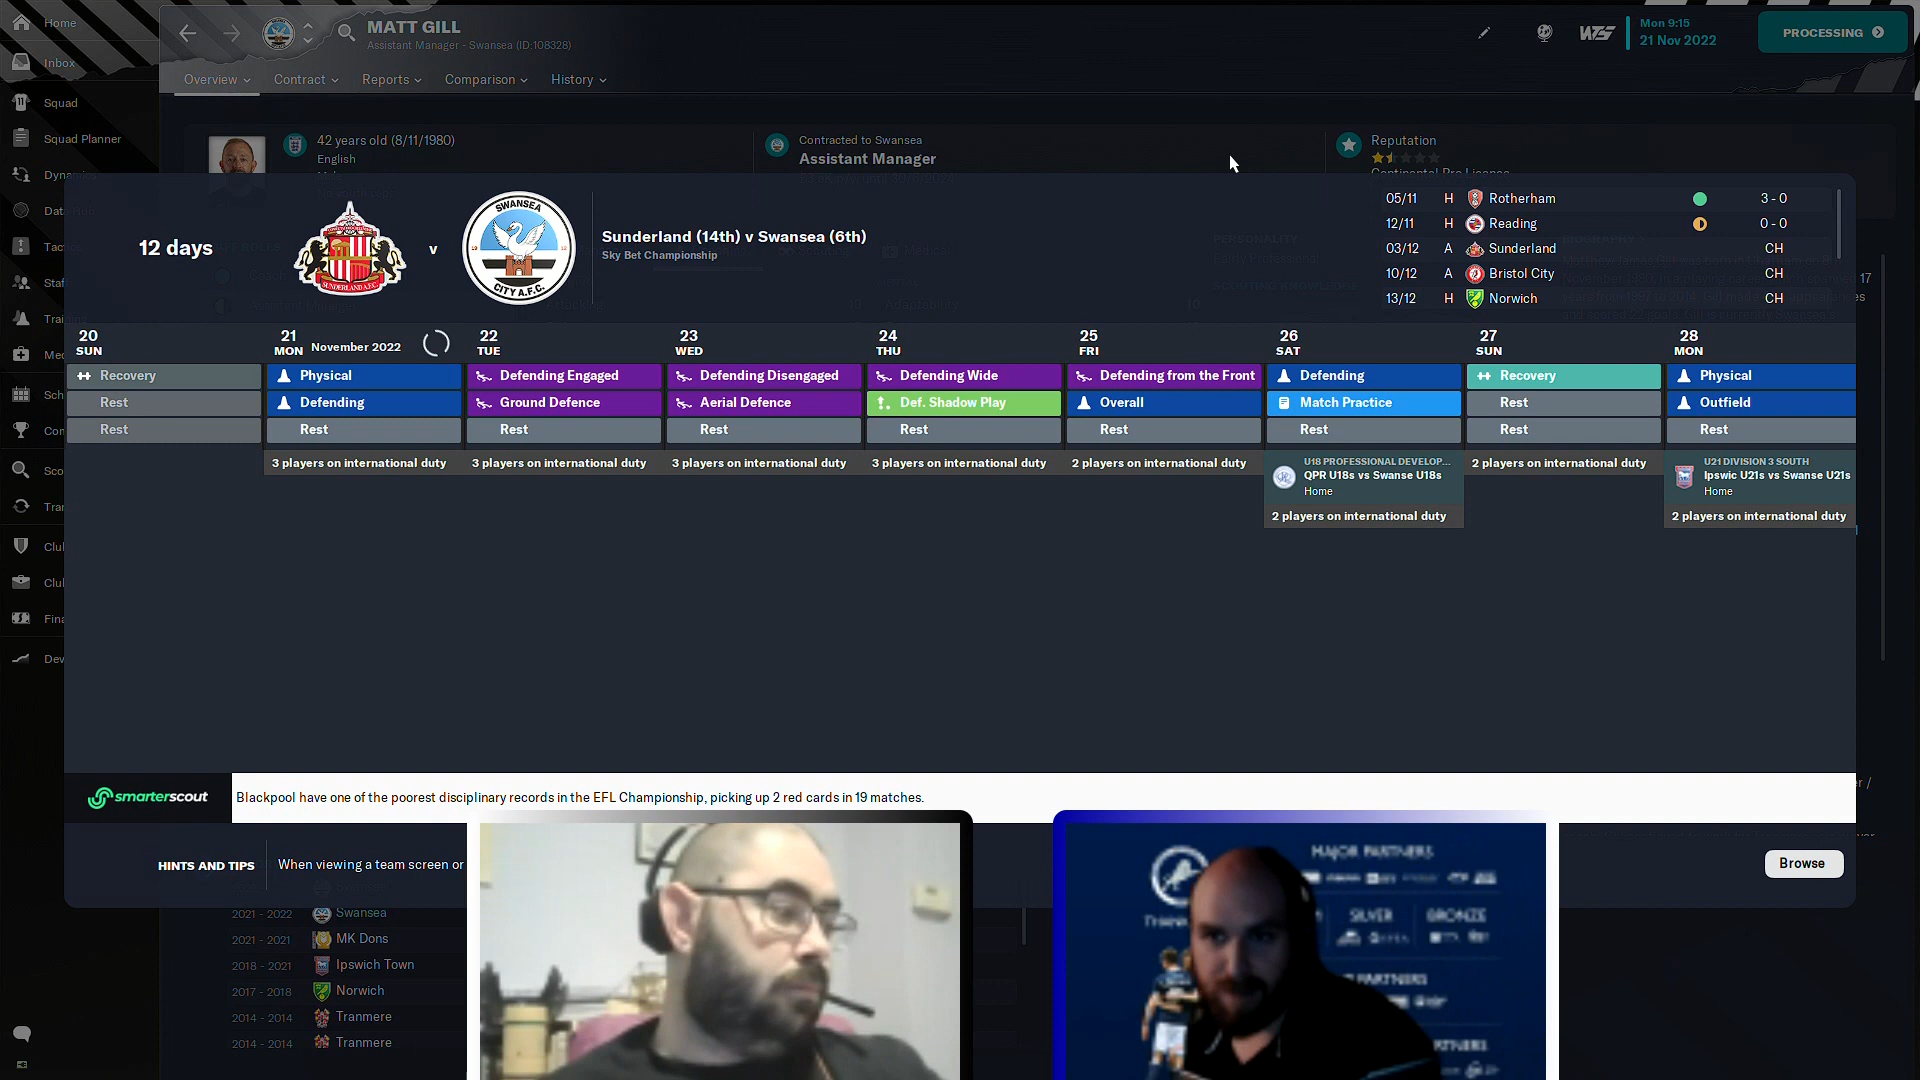 Home
MATT GILL
Assistant Manager - Swansea (ID:108328)
Mon 9:15
21 Nov 2022
PROCESSING
Inbox
Overview
Contract
Reports
Comparison
History
Squad
Squad Planner
42 years old (8/11/1980)
English
Contracted to Swansea
Assistant Manager
Reputation
12 days
SWANSEA
CITY A.F.C.
SUNDERLAND A.F.C.
v
Sunderland (14th) v Swansea (6th)
Sky Bet Championship
05/11 H Rotherham 3 - 0
12/11 H Reading 0 - 0
03/12 A Sunderland CH
10/12 A Bristol City CH
13/12 H Norwich CH
20 SUN
21 MON November 2022
22 TUE
23 WED
24 THU
25 FRI
26 SAT
27 SUN
28 MON
Recovery
Physical
Defending Engaged
Defending Disengaged
Defending Wide
Defending from the Front
Defending
Recovery
Physical
Rest
Defending
Ground Defence
Aerial Defence
Def. Shadow Play
Overall
Match Practice
Rest
Outfield
Rest
Rest
Rest
Rest
Rest
Rest
Rest
Rest
Rest
3 players on international duty
3 players on international duty
3 players on international duty
3 players on international duty
2 players on international duty
U18 PROFESSIONAL DEVELOP...
QPR U18s vs Swanse U18s
Home
2 players on international duty
2 players on international duty
U21 DIVISION 3 SOUTH
Ipswic U21s vs Swanse U21s
Home
2 players on international duty
smarterscout
Blackpool have one of the poorest disciplinary records in the EFL Championship, picking up 2 red cards in 19 matches.
HINTS AND TIPS
When viewing a team screen or
Browse
2021 - 2022 Swansea
2021 - 2021 MK Dons
2018 - 2021 Ipswich Town
2017 - 2018 Norwich
2014 - 2014 Tranmere
2014 - 2014 Tranmere
MAJOR PARTNERS
SILVER
BRONZE
PARTNERS